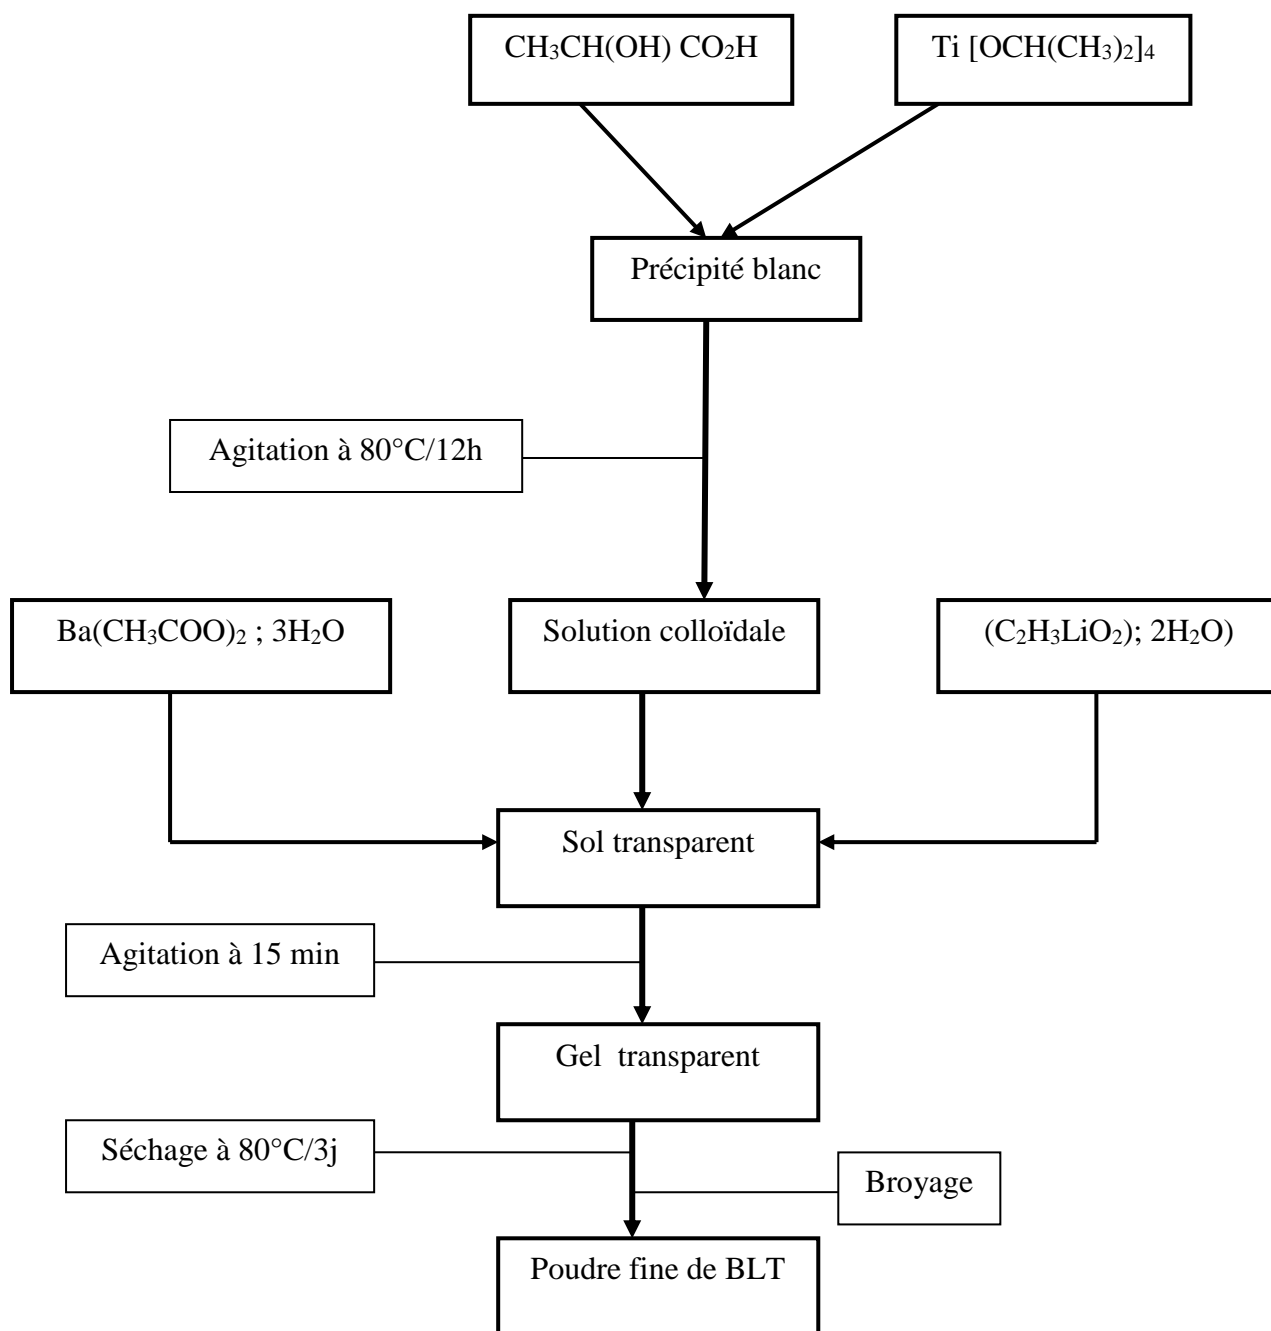 CH₃CH(OH) CO₂H
Ti [OCH(CH₃)₂]₄
Précipité blanc
Agitation à 80°C/12h
Ba(CH₃COO)₂ ; 3H₂O
Solution colloïdale
(C₂H₃LiO₂); 2H₂O)
Sol transparent
Agitation à 15 min
Gel transparent
Séchage à 80°C/3j
Broyage
Poudre fine de BLT